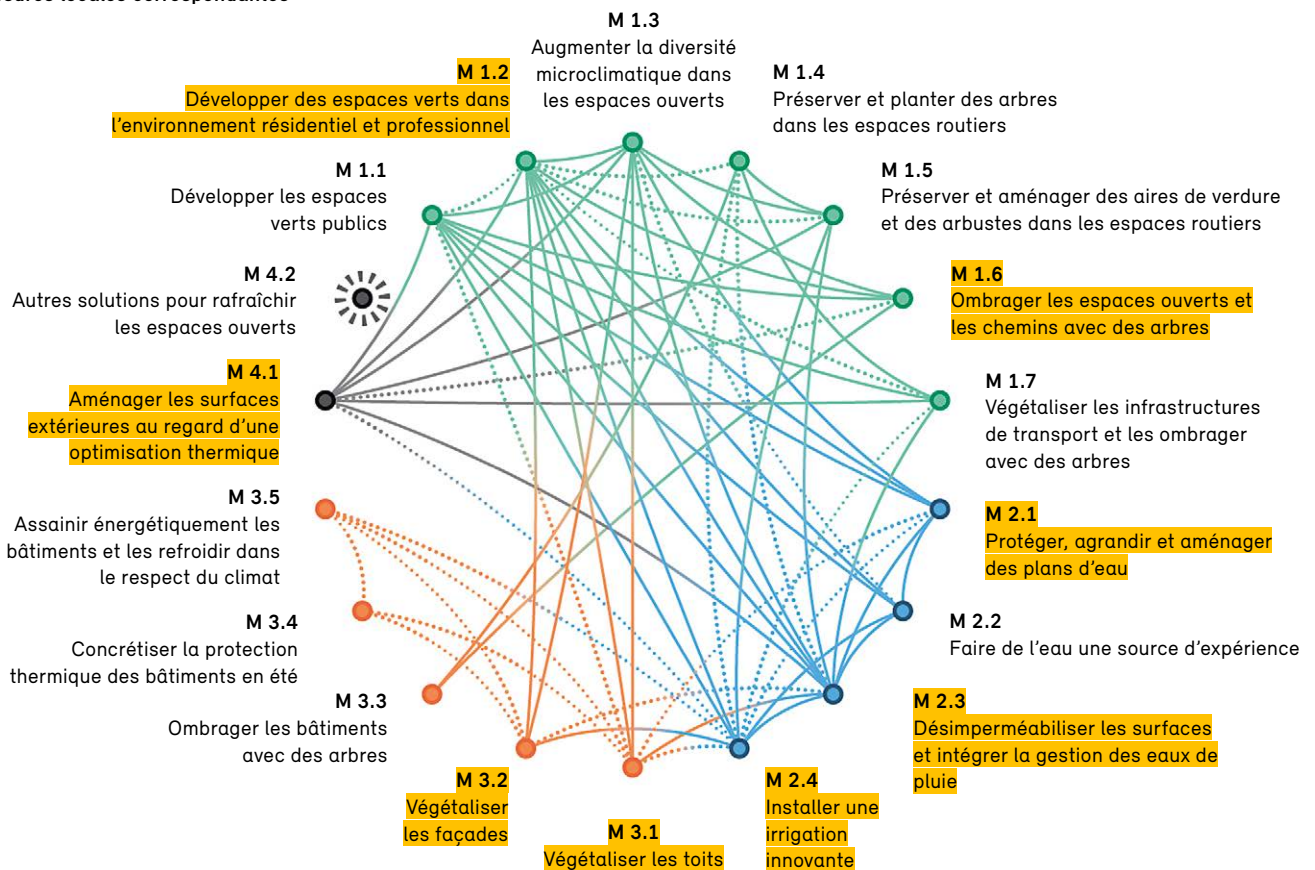 M 1.3
Augmenter la diversité
microclimatique dans
les espaces ouverts
M 1.4
Préserver et planter des arbres
dans les espaces routiers
M 1.5
Préserver et aménager des aires de verdure
et des arbustes dans les espaces routiers
M 1.6
Ombrager les espaces ouverts et
les chemins avec des arbres
M 1.7
Végétaliser les infrastructures
de transport et les ombrager
avec des arbres
M 2.1
Protéger, agrandir et aménager
des plans d'eau
M 2.2
Faire de l'eau une source d'expérience
M 2.3
Désimperméabiliser les surfaces
et intégrer la gestion des eaux de
pluie
M 2.4
Installer une
irrigation
innovante
M 3.1
Végétaliser les toits
M 3.2
Végétaliser
les façades
M 3.3
Ombrager les bâtiments
avec des arbres
M 3.4
Concrétiser la protection
thermique des bâtiments en été
M 3.5
Assainir énergétiquement les
bâtiments et les refroidir dans
le respect du climat
M 4.1
Aménager les surfaces
extérieures au regard d'une
optimisation thermique
M 4.2
Autres solutions pour rafraîchir
les espaces ouverts
M 1.1
Développer les espaces
verts publics
M 1.2
Développer des espaces verts dans
l'environnement résidentiel et professionnel